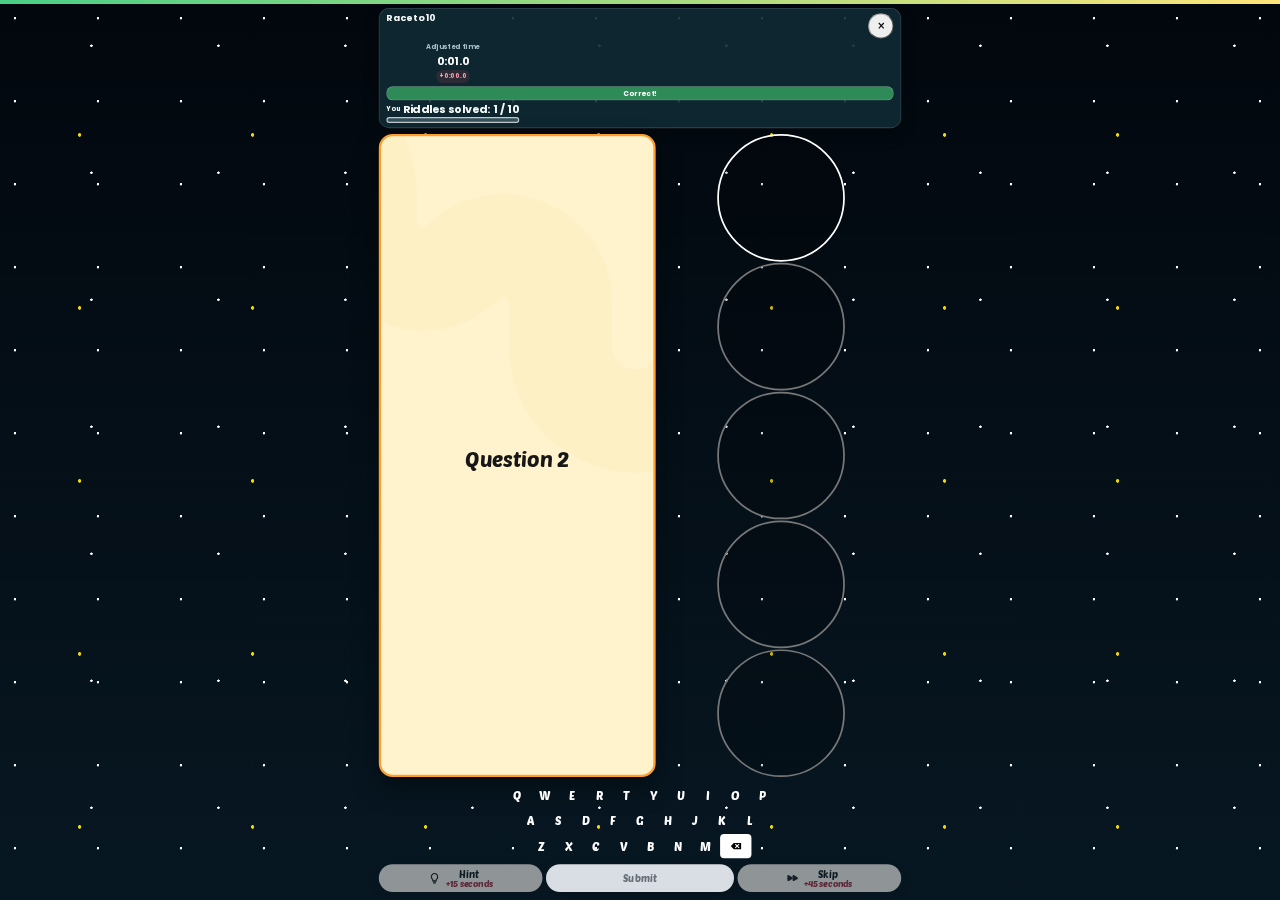 Race to 10
×
Adjusted time
0:01.0
+0:00.0
Correct!
You Riddles solved: 1 / 10
Question 2
Q W E R T Y U I O P
A S D F G H J K L
Z X C V B N M
Hint
+15 seconds
Submit
Skip
+45 seconds